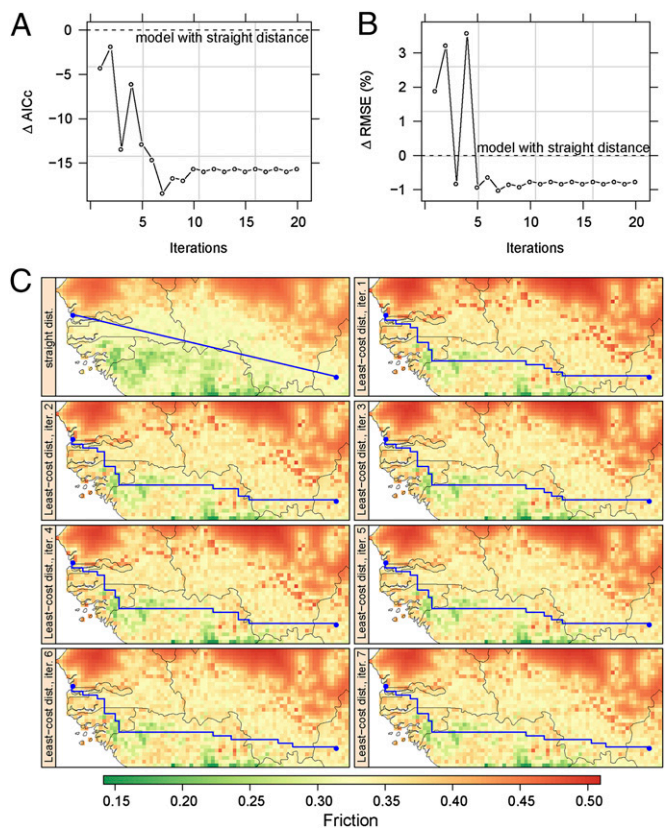 A
0
−5
−10
−15
Δ AICc
model with straight distance
5
10
15
20
Iterations
B
3
2
1
0
−1
Δ RMSE (%)
model with straight distance
5
10
15
20
Iterations
C
straight dist.
Least−cost dist., iter. 1
Least−cost dist., iter. 2
Least−cost dist., iter. 3
Least−cost dist., iter. 4
Least−cost dist., iter. 5
Least−cost dist., iter. 6
Least−cost dist., iter. 7
0.15
0.20
0.25
0.30
0.35
0.40
0.45
0.50
Friction